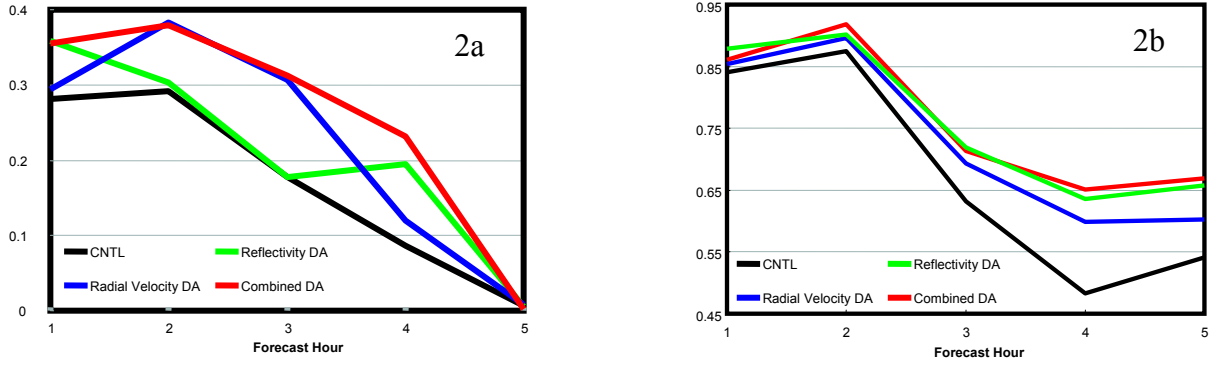 0.4
0.3
0.2
0.1
0
2a
CNTL
Reflectivity DA
Radial Velocity DA
Combined DA
1 2 3 4 5
Forecast Hour
0.95
0.85
0.75
0.65
0.55
0.45
2b
CNTL
Reflectivity DA
Radial Velocity DA
Combined DA
1 2 3 4 5
Forecast Hour